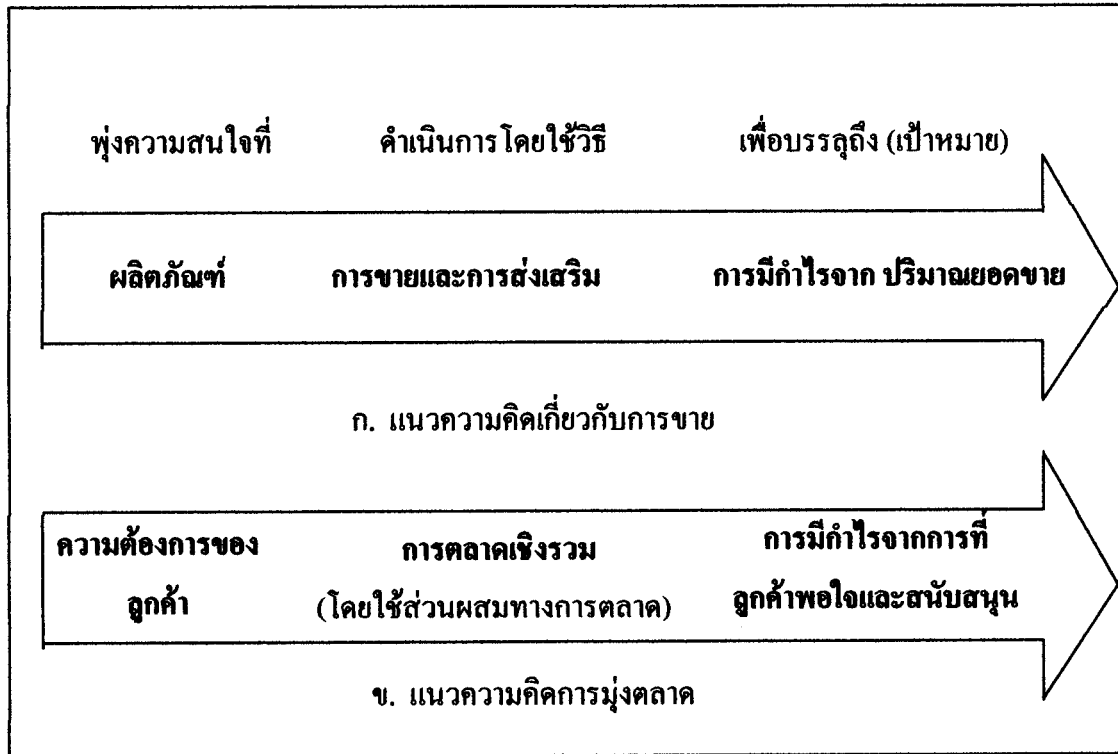 พุ่งความสนใจที่ ดำเนินการโดยใช้วิธี เพื่อบรรลุถึง (เป้าหมาย)
ผลิตภัณฑ์ การขายและการส่งเสริม การมีกำไรจาก ปริมาณยอดขาย
ก. แนวความคิดเกี่ยวกับการขาย
ความต้องการของ
ลูกค้า
การตลาดเชิงรวม
(โดยใช้ส่วนผสมทางการตลาด)
การมีกำไรจากการที่
ลูกค้าพอใจและสนับสนุน
ข. แนวความคิดการมุ่งตลาด